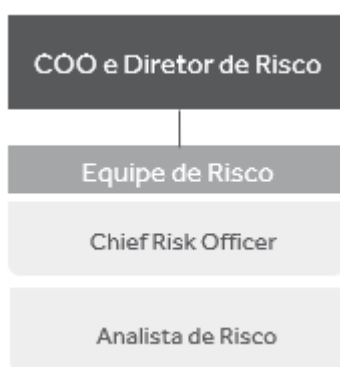 COO e Diretor de Risco
Equipe de Risco
Chief Risk Officer
Analista de Risco